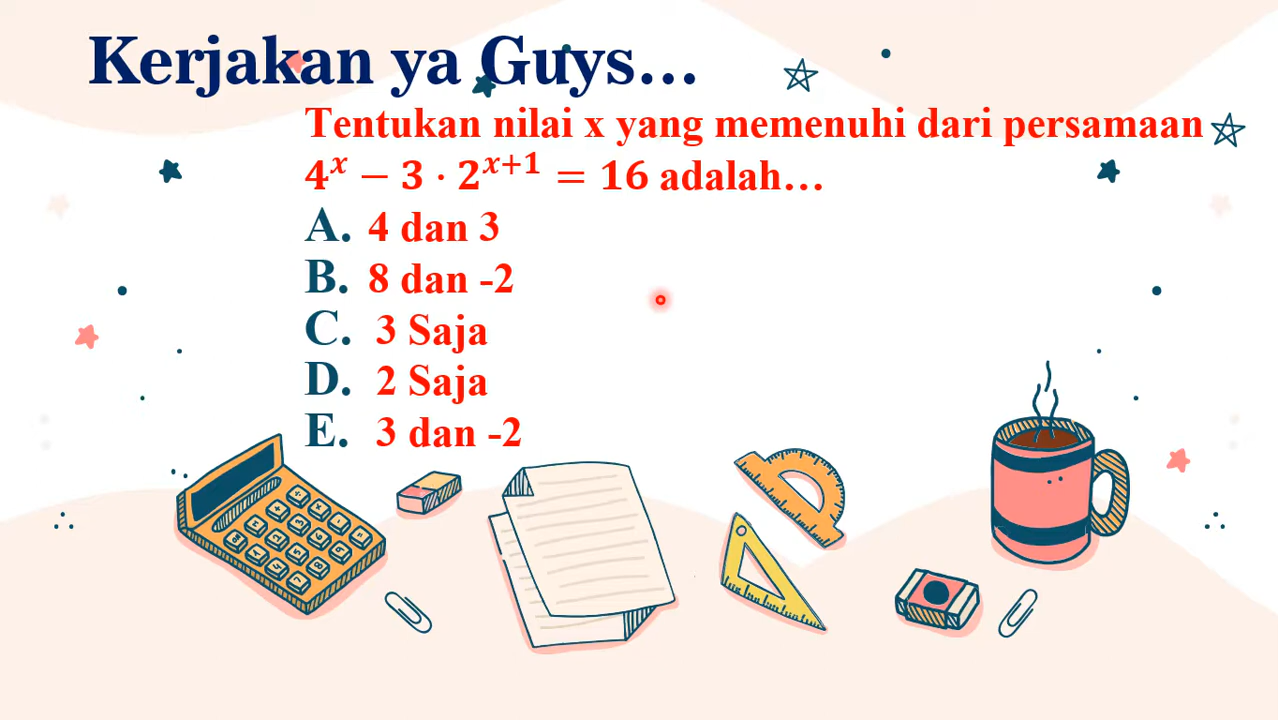 Kerjakan ya Guys...
Tentukan nilai x yang memenuhi dari persamaan
4^x − 3 · 2^{x+1} = 16 adalah...
A. 4 dan 3
B. 8 dan -2
C. 3 Saja
D. 2 Saja
E. 3 dan -2